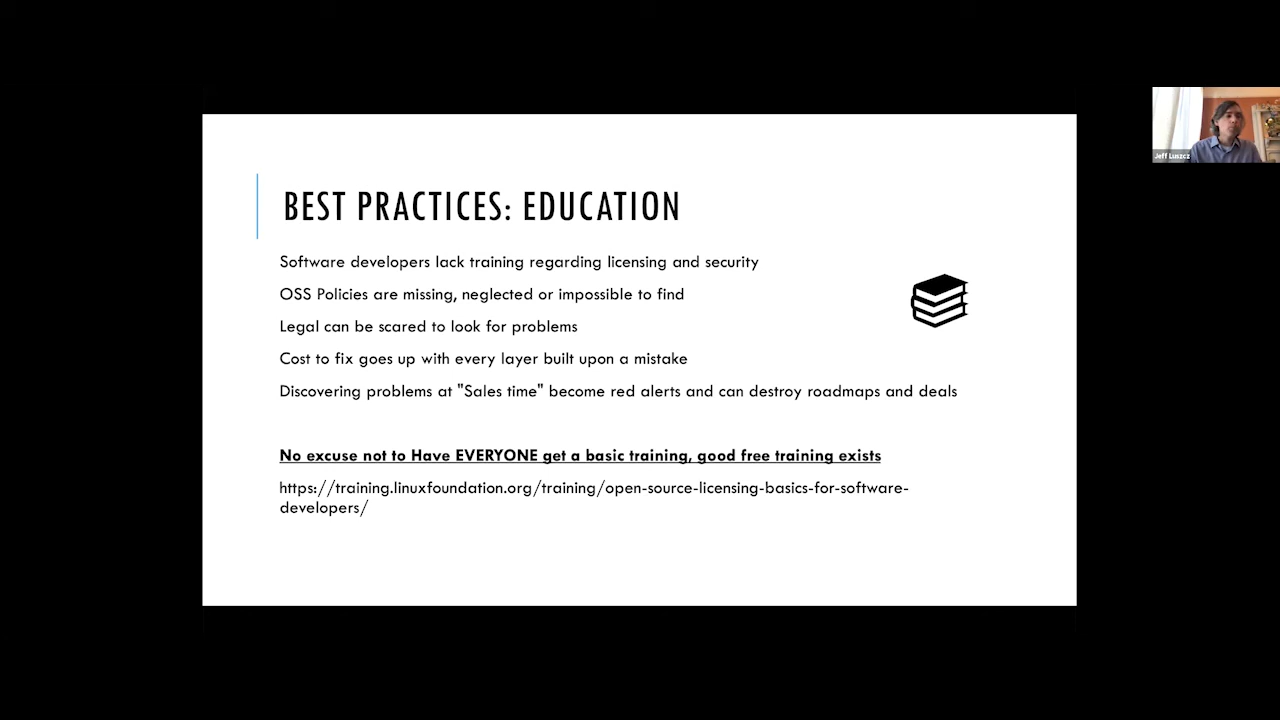 BEST PRACTICES: EDUCATION
Software developers lack training regarding licensing and security
OSS Policies are missing, neglected or impossible to find
Legal can be scared to look for problems
Cost to fix goes up with every layer built upon a mistake
Discovering problems at "Sales time" become red alerts and can destroy roadmaps and deals
No excuse not to Have EVERYONE get a basic training, good free training exists
https://training.linuxfoundation.org/training/open-source-licensing-basics-for-software-
developers/
Jeff Luszcz